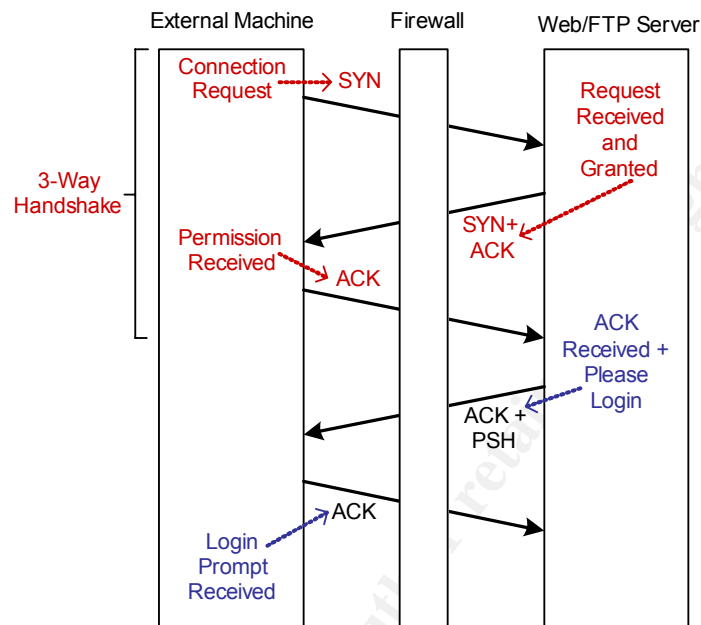 External Machine
Firewall
Web/FTP Server
Connection
Request
SYN
Request
Received
and
Granted
3-Way
Handshake
SYN+
ACK
Permission
Received
ACK
ACK
Received +
Please
Login
ACK +
PSH
ACK
Login
Prompt
Received